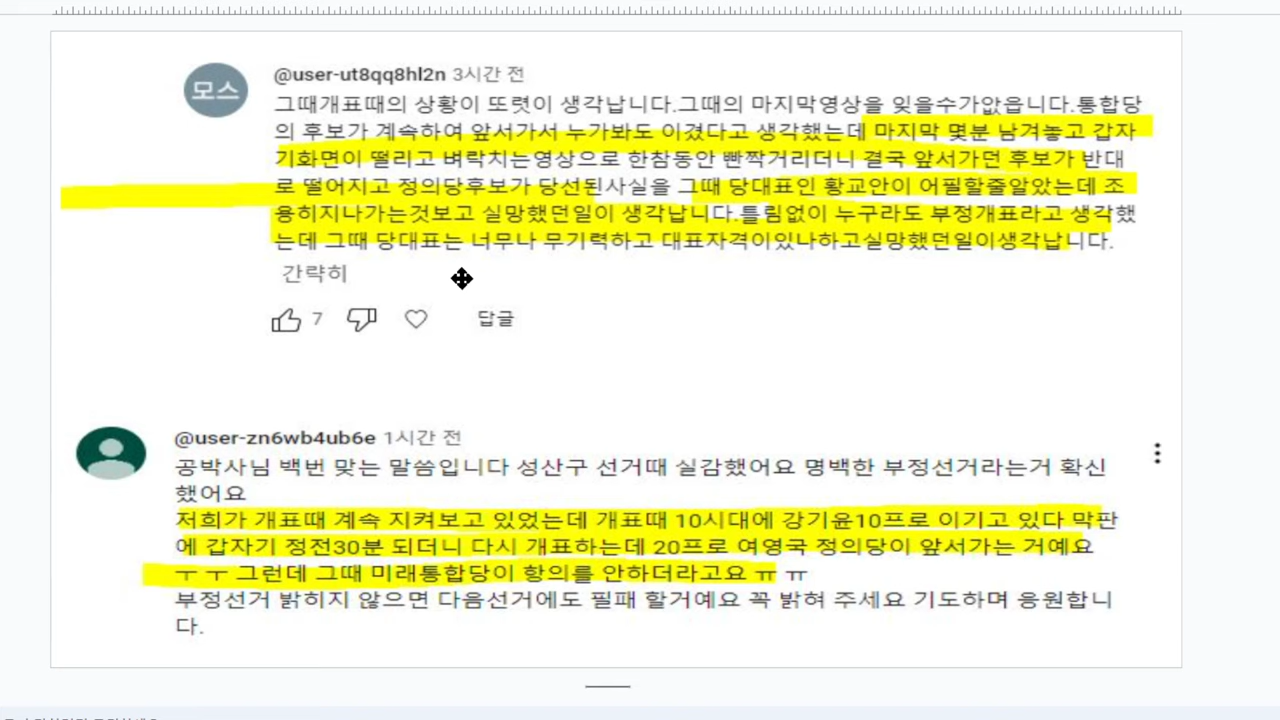 모스
@user-ut8qq8hl2n 3시간 전
그때개표때의 상황이 또렷이 생각납니다.그때의 마지막영상을 잊을수가없읍니다.통합당
의 후보가 계속하여 앞서가서 누가봐도 이겼다고 생각했는데 마지막 몇분 남겨놓고 갑자
기화면이 떨리고 벼락치는영상으로 한참동안 빤짝거리더니 결국 앞서가던 후보가 반대
로 떨어지고 정의당후보가 당선된사실을 그때 당대표인 황교안이 어필할줄알았는데 조
용히지나가는것보고 실망했던일이 생각납니다.틀림없이 누구라도 부정개표라고 생각했
는데 그때 당대표는 너무나 무기력하고 대표자격이있나하고실망했던일이생각납니다.
간략히
7 답글
@user-zn6wb4ub6e 1시간 전
공박사님 백번 맞는 말씀입니다 성산구 선거때 실감했어요 명백한 부정선거라는거 확신
했어요
저희가 개표때 계속 지켜보고 있었는데 개표때 10시대에 강기윤10프로 이기고 있다 막판
에 갑자기 정전30분 되더니 다시 개표하는데 20프로 여영국 정의당이 앞서가는 거예요
ㅜ ㅜ 그런데 그때 미래통합당이 항의를 안하더라고요 ㅠ ㅠ
부정선거 밝히지 않으면 다음선거에도 필패 할거예요 꼭 밝혀 주세요 기도하며 응원합니
다.